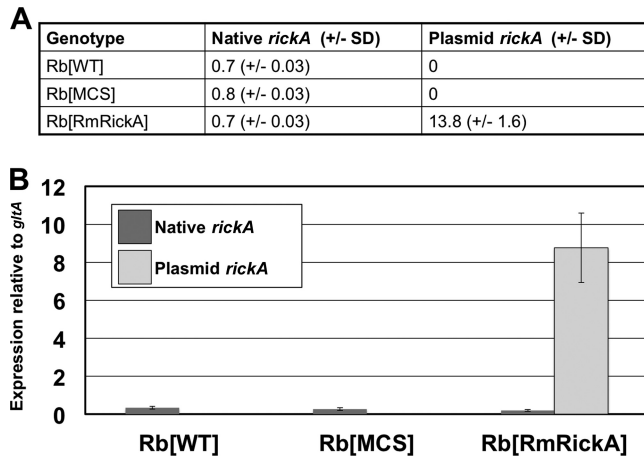 A
Genotype Native rickA (+/- SD) Plasmid rickA (+/- SD)
Rb[WT] 0.7 (+/- 0.03) 0
Rb[MCS] 0.8 (+/- 0.03) 0
Rb[RmRickA] 0.7 (+/- 0.03) 13.8 (+/- 1.6)
B
Expression relative to gltA
12
10
8
6
4
2
0
Native rickA
Plasmid rickA
Rb[WT] Rb[MCS] Rb[RmRickA]